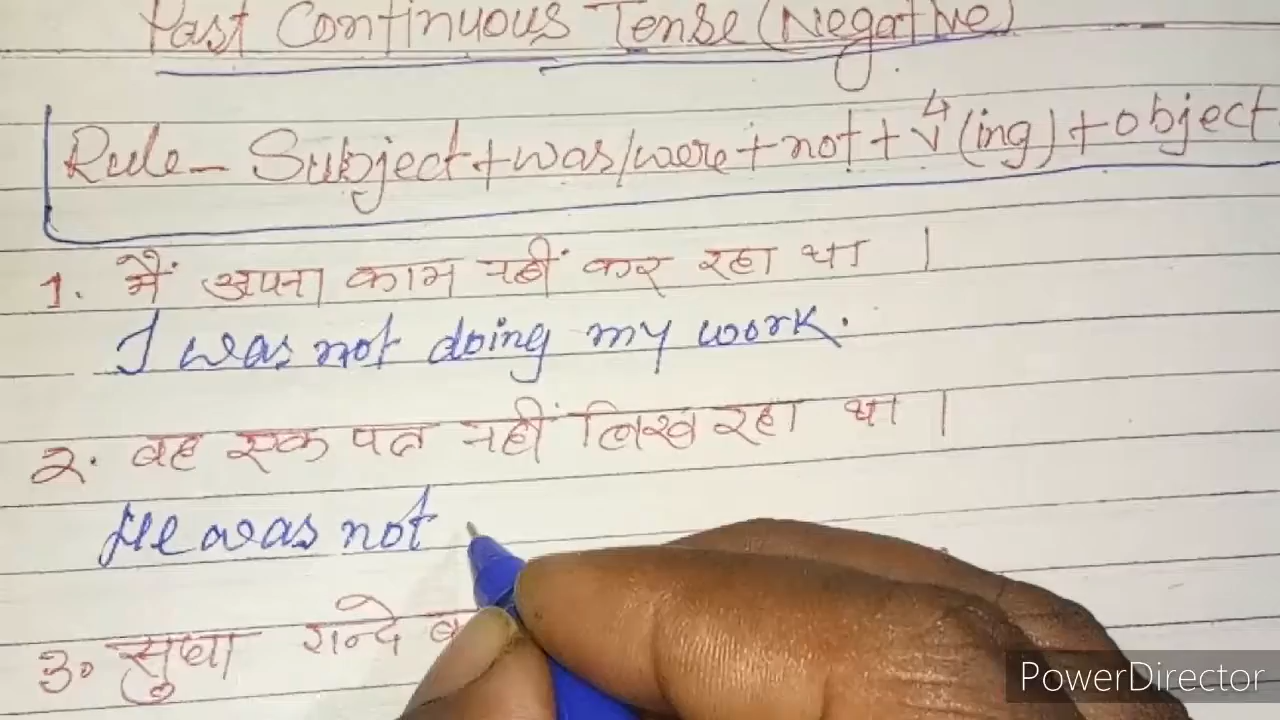 Past Continuous Tense (Negative)
Rule - Subject + was/were + not + V4 (ing) + object
1. मैं अपना काम नहीं कर रहा था ।
I was not doing my work.
2. वह एक पत्र नहीं लिख रहा था ।
He was not
3. सुधा गन्दे
PowerDirector